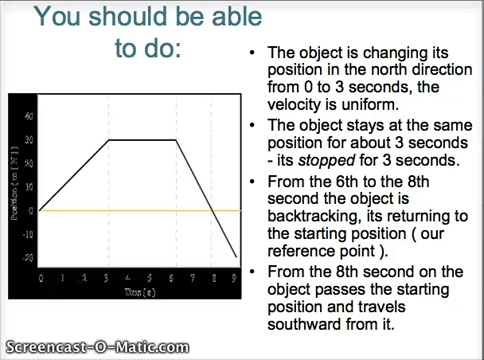 You should be able
to do:
• The object is changing its
position in the north direction
from 0 to 3 seconds, the
velocity is uniform.
• The object stays at the same
position for about 3 seconds
- its stopped for 3 seconds.
• From the 6th to the 8th
second the object is
backtracking, its returning to
the starting position ( our
reference point ).
• From the 8th second on the
object passes the starting
position and travels
southward from it.
Position (m [N])
40
30
20
10
0
-10
-20
0 1 2 3 4 5 6 7 8 9
Time(s)
Screencast-O-Matic.com